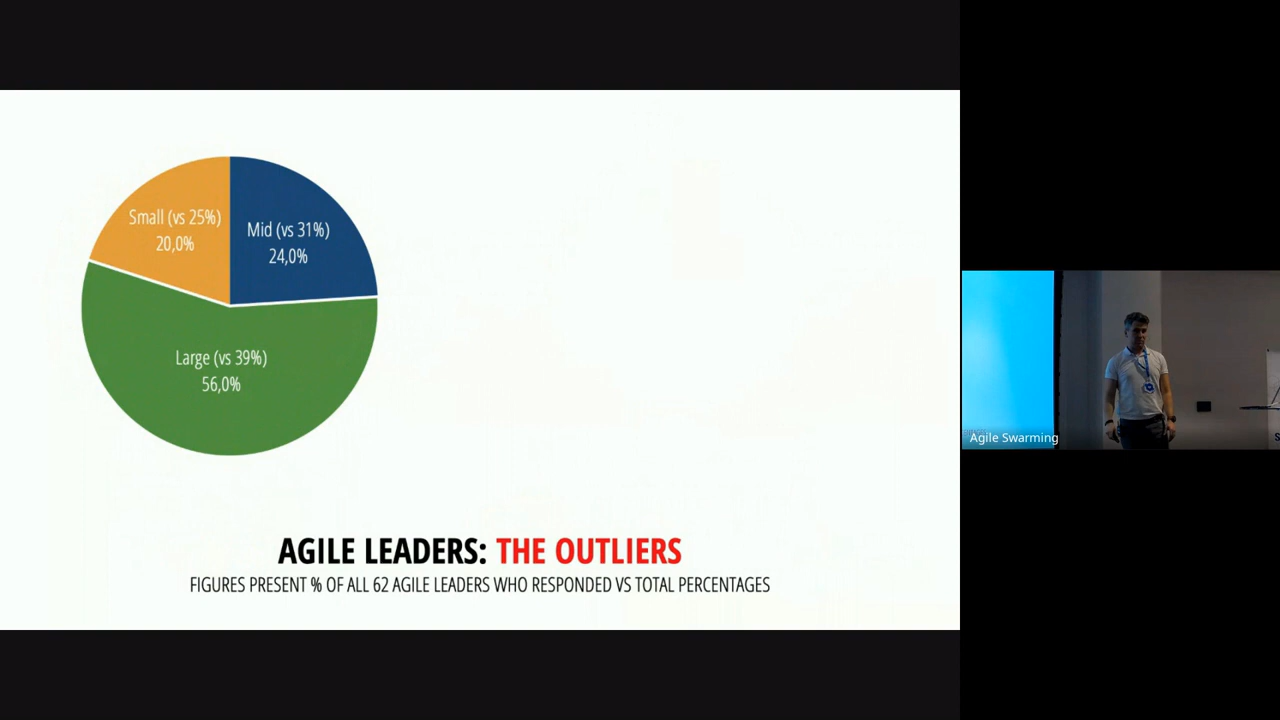 Small (vs 25%)
20,0%
Mid (vs 31%)
24,0%
Large (vs 39%)
56,0%
AGILE LEADERS: THE OUTLIERS
FIGURES PRESENT % OF ALL 62 AGILE LEADERS WHO RESPONDED VS TOTAL PERCENTAGES
Agile Swarming
S